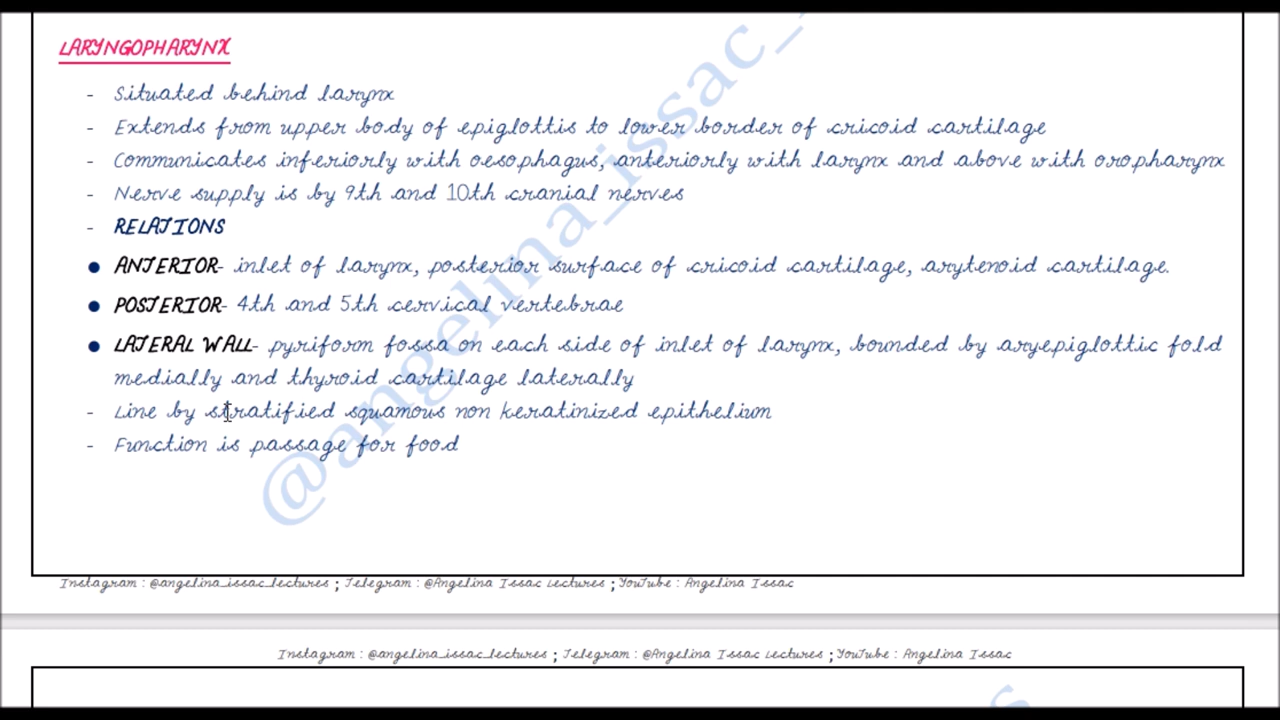 LARYNGOPHARYNX
- Situated behind larynx
- Extends from upper body of epiglottis to lower border of cricoid cartilage
- Communicates inferiorly with oesophagus, anteriorly with larynx and above with oropharynx
- Nerve supply is by 9th and 10th cranial nerves
- RELATIONS
● ANTERIOR- inlet of larynx, posterior surface of cricoid cartilage, arytenoid cartilage.
● POSTERIOR- 4th and 5th cervical vertebrae
● LATERAL WALL- pyriform fossa on each side of inlet of larynx, bounded by aryepiglottic fold
medially and thyroid cartilage laterally
- Line by stratified squamous non keratinized epithelium
- Function is passage for food
@angelina_issac_
Instagram : @angelina_issac_lectures ; Telegram : @Angelina Issac Lectures ; YouTube : Angelina Issac
Instagram : @angelina_issac_lectures ; Telegram : @Angelina Issac Lectures ; YouTube : Angelina Issac